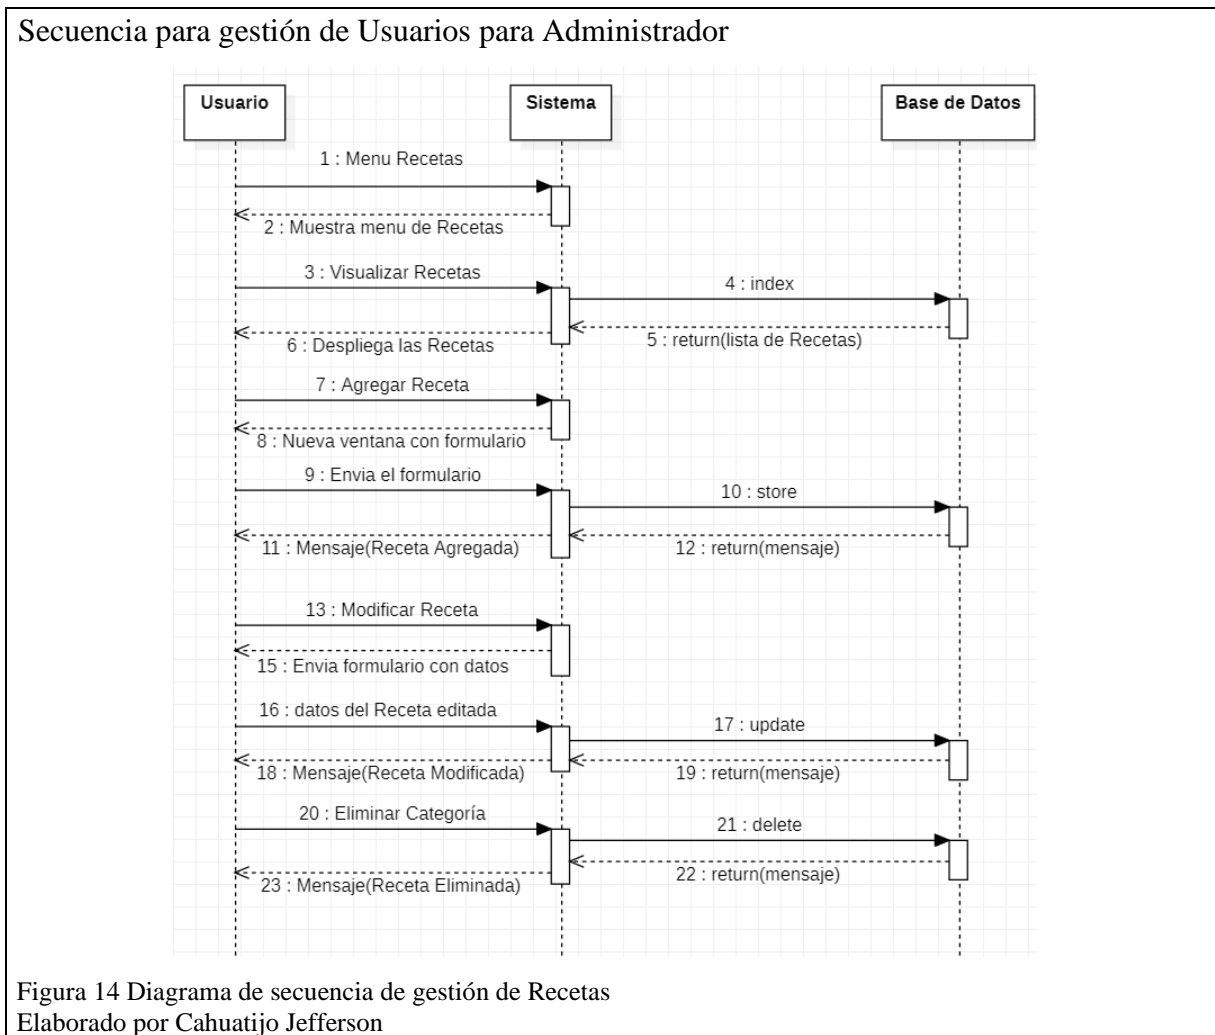 Secuencia para gestión de Usuarios para Administrador
Usuario
Sistema
Base de Datos
1 : Menu Recetas
2 : Muestra menu de Recetas
3 : Visualizar Recetas
4 : index
5 : return(lista de Recetas)
6 : Despliega las Recetas
7 : Agregar Receta
8 : Nueva ventana con formulario
9 : Envia el formulario
10 : store
11 : Mensaje(Receta Agregada)
12 : return(mensaje)
13 : Modificar Receta
15 : Envia formulario con datos
16 : datos del Receta editada
17 : update
18 : Mensaje(Receta Modificada)
19 : return(mensaje)
20 : Eliminar Categoría
21 : delete
22 : return(mensaje)
23 : Mensaje(Receta Eliminada)
Figura 14 Diagrama de secuencia de gestión de Recetas
Elaborado por Cahuatijo Jefferson